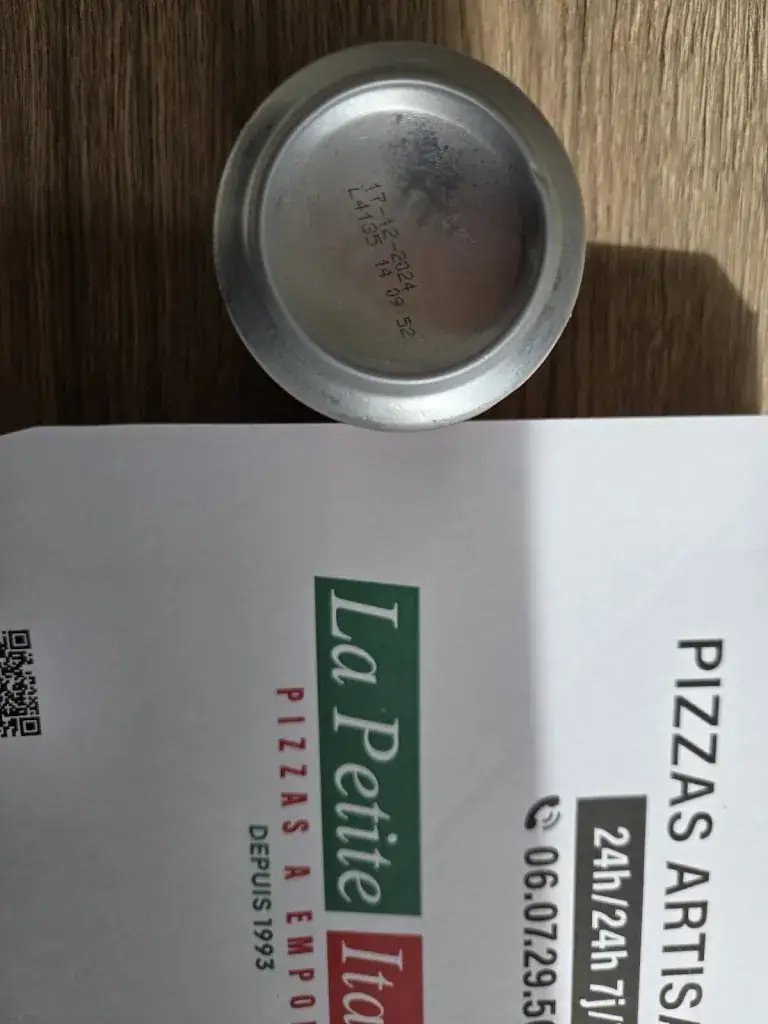 17-12-2024
L4135 14 09 52
PIZZAS ARTIS
24h/24h 7j/
06.07.29.5
La Petite Ita
PIZZAS A EMPO
DEPUIS 1993